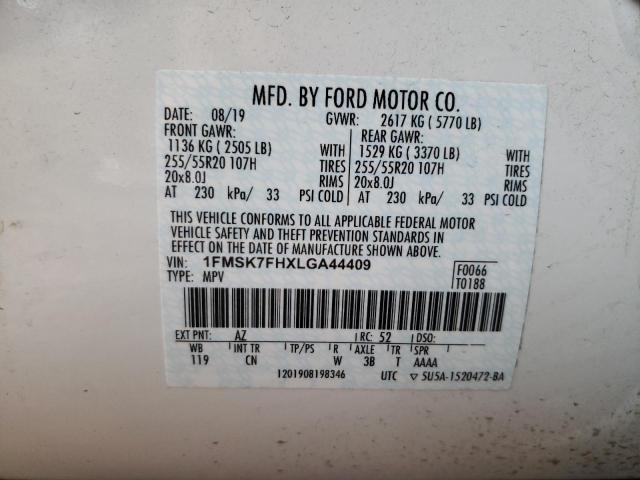 MFD. BY FORD MOTOR CO.
DATE: 08/19 GVWR: 2617 KG ( 5770 LB)
FRONT GAWR: REAR GAWR:
1136 KG ( 2505 LB) WITH 1529 KG ( 3370 LB) WITH
255/55R20 107H TIRES 255/55R20 107H TIRES
20x8.0J RIMS 20x8.0J RIMS
AT 230 kPa/ 33 PSI COLD AT 230 kPa/ 33 PSI COLD
THIS VEHICLE CONFORMS TO ALL APPLICABLE FEDERAL MOTOR
VEHICLE SAFETY AND THEFT PREVENTION STANDARDS IN
EFFECT ON THE DATE OF MANUFACTURE SHOWN ABOVE.
VIN: 1FMSK7FHXLGA44409 F0066
TYPE: MPV T0188
EXT PNT: AZ RC: 52 DSO:
WB INT TR TP/PS R AXLE TR SPR
119 CN W 3B T AAAA
1201908198346 UTC 5U5A-1520472-BA